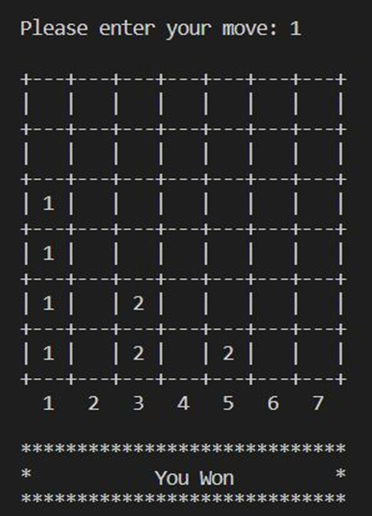 Please enter your move: 1
+---+---+---+---+---+---+---+
|   |   |   |   |   |   |   |
+---+---+---+---+---+---+---+
|   |   |   |   |   |   |   |
+---+---+---+---+---+---+---+
| 1 |   |   |   |   |   |   |
+---+---+---+---+---+---+---+
| 1 |   |   |   |   |   |   |
+---+---+---+---+---+---+---+
| 1 |   | 2 |   |   |   |   |
+---+---+---+---+---+---+---+
| 1 |   | 2 |   | 2 |   |   |
+---+---+---+---+---+---+---+
  1   2   3   4   5   6   7
*****************************
*           You Won         *
*****************************